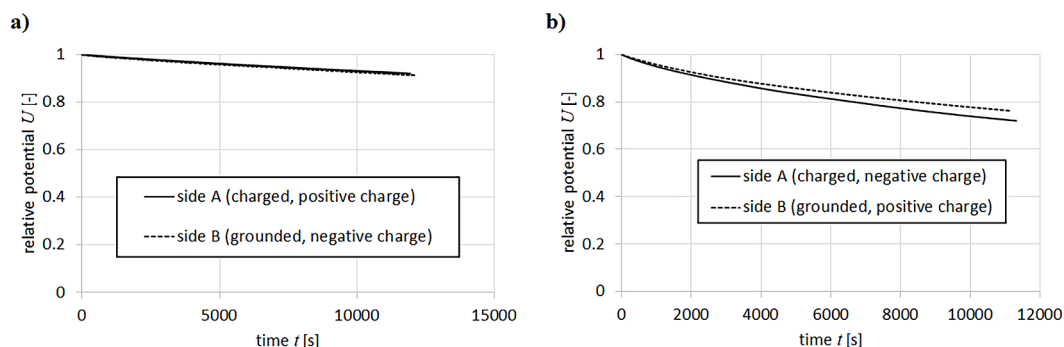 a)
relative potential U [-]
1
0.8
0.6
0.4
0.2
0
side A (charged, positive charge)
side B (grounded, negative charge)
0 5000 10000 15000
time t [s]
b)
relative potential U [-]
1
0.8
0.6
0.4
0.2
0
side A (charged, negative charge)
side B (grounded, positive charge)
0 2000 4000 6000 8000 10000 12000
time t [s]